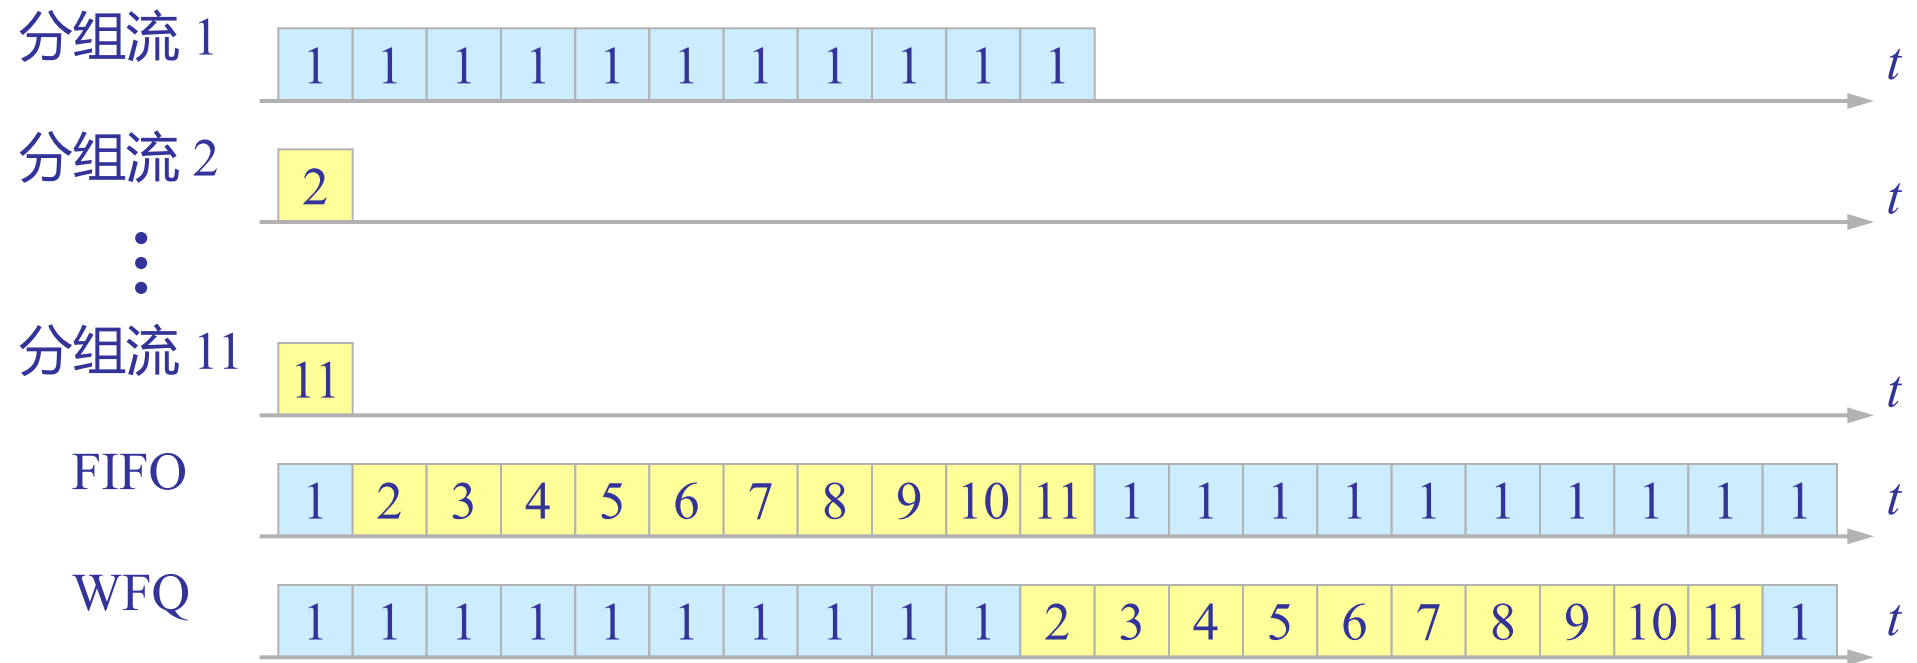 分组流 1 1 1 1 1 1 1 1 1 1 1 1 t
分组流 2 2 t
分组流 11 11 t
FIFO 1 2 3 4 5 6 7 8 9 10 11 1 1 1 1 1 1 1 1 1 1 t
WFQ 1 1 1 1 1 1 1 1 1 1 2 3 4 5 6 7 8 9 10 11 1 t